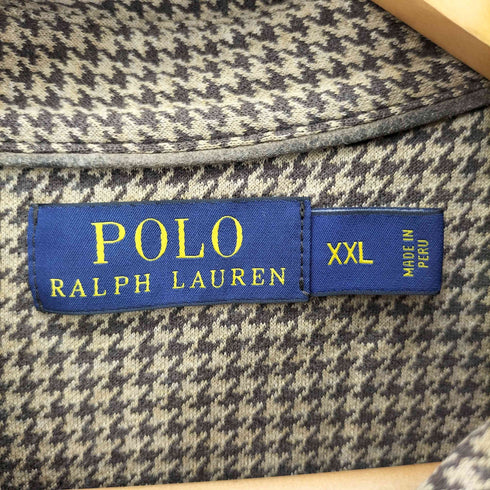 POLO
RALPH LAUREN
XXL
MADE IN
PERU